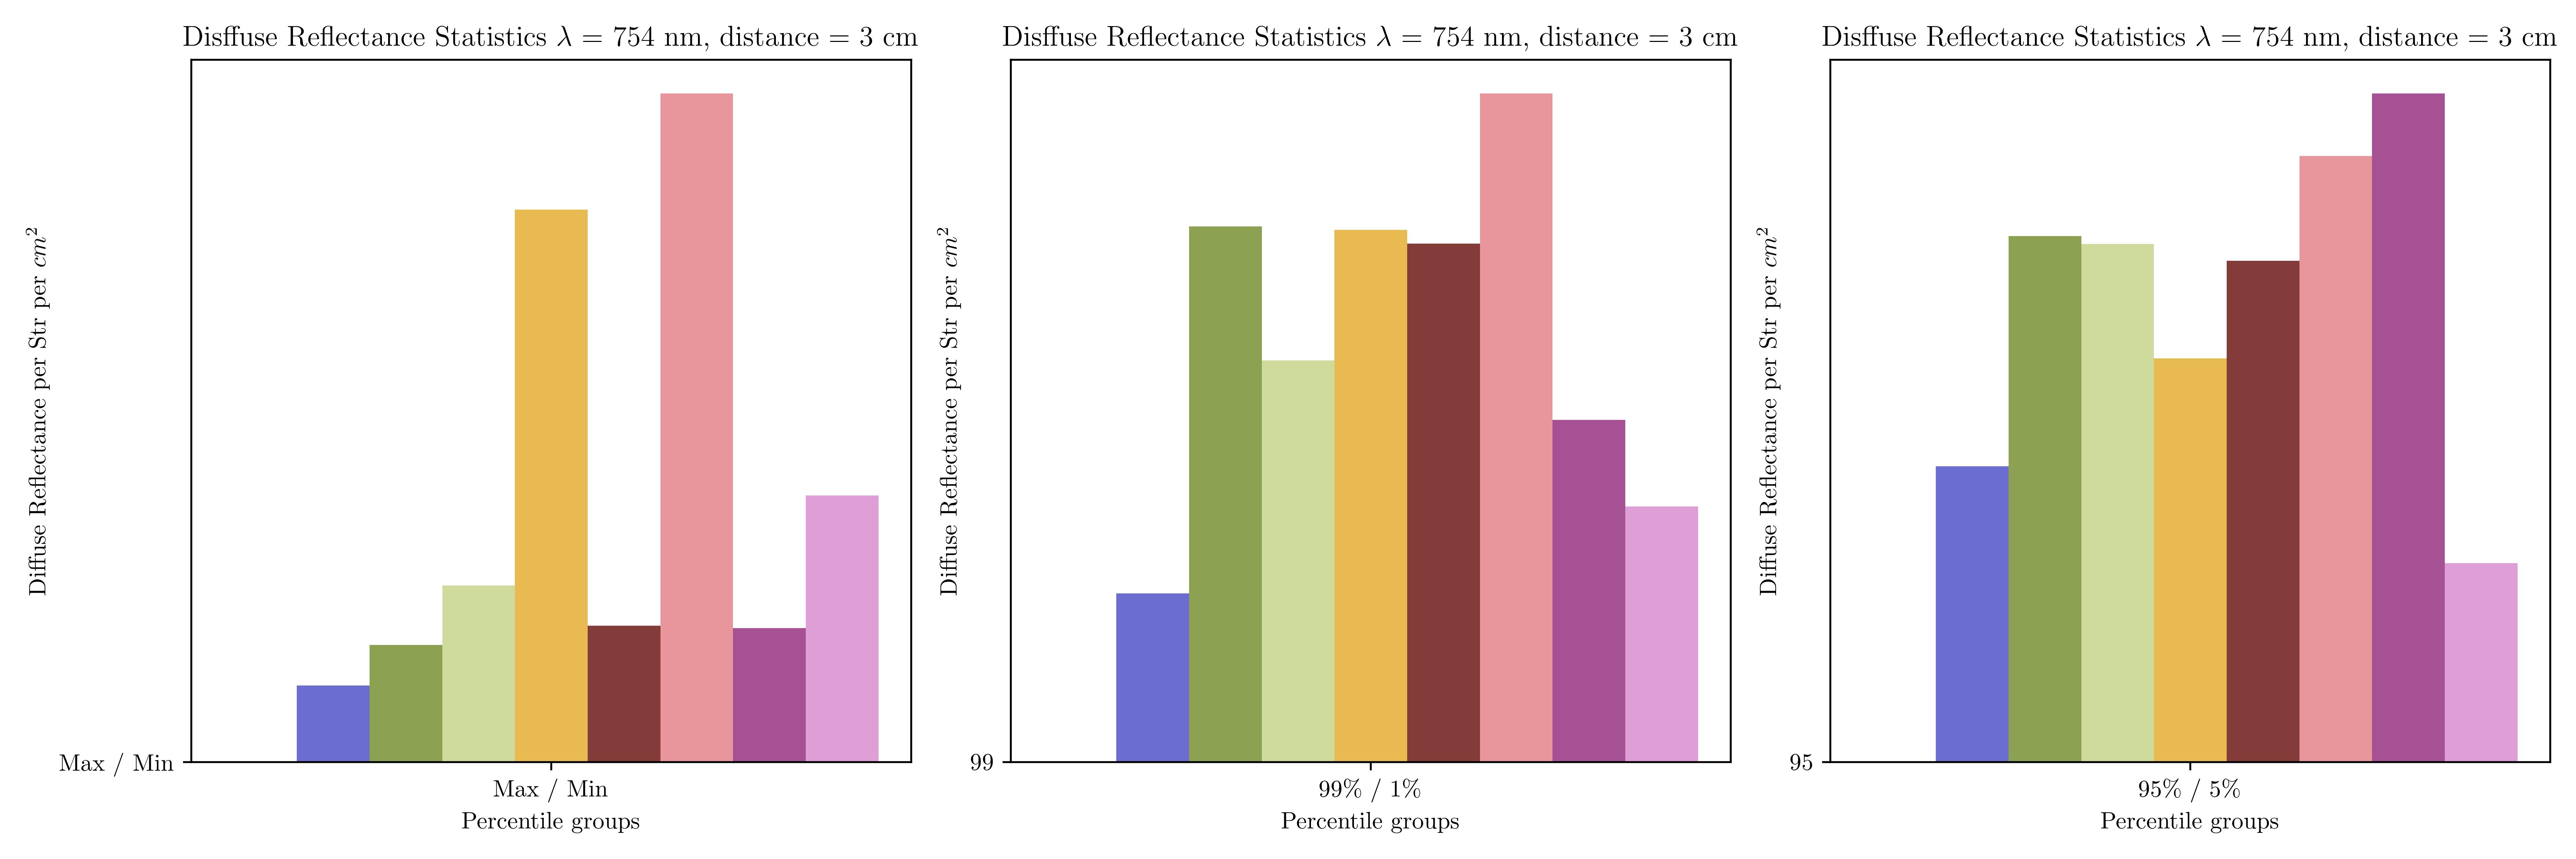 Disffuse Reflectance Statistics λ = 754 nm, distance = 3 cm
Diffuse Reflectance per Str per cm²
Max / Min
Max / Min
Percentile groups
Disffuse Reflectance Statistics λ = 754 nm, distance = 3 cm
Diffuse Reflectance per Str per cm²
99
99% / 1%
Percentile groups
Disffuse Reflectance Statistics λ = 754 nm, distance = 3 cm
Diffuse Reflectance per Str per cm²
95
95% / 5%
Percentile groups